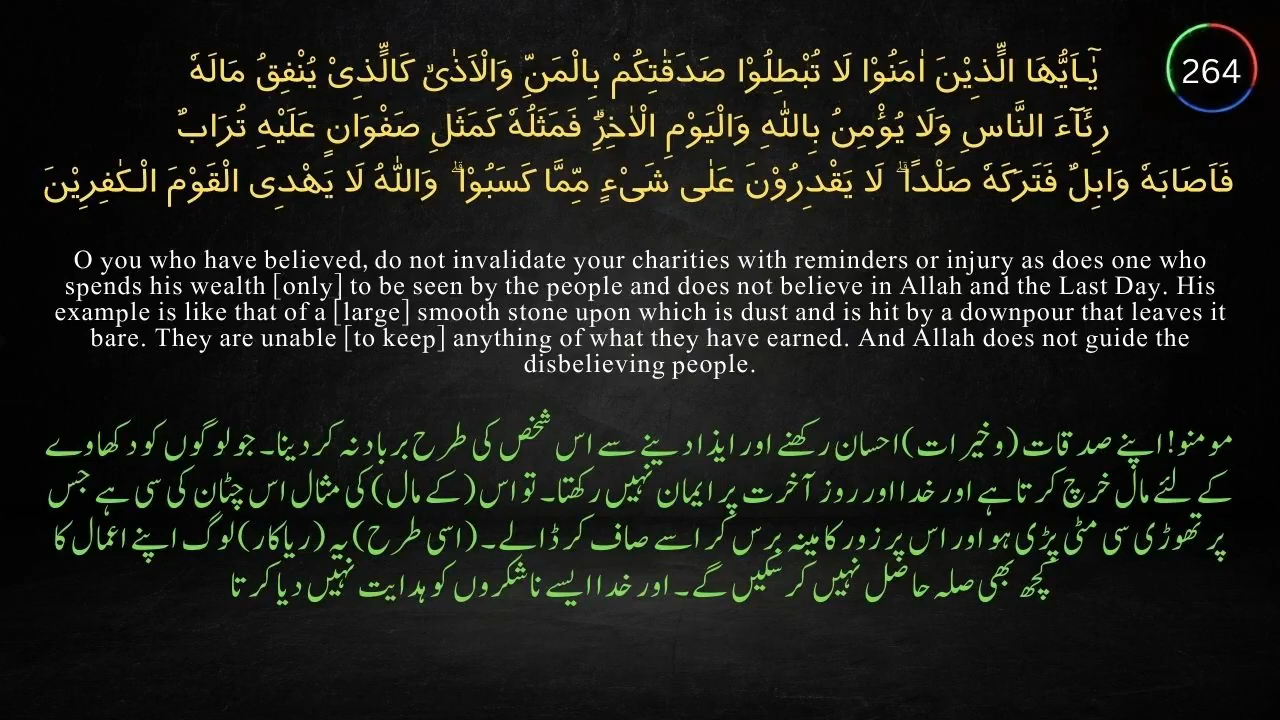 264
يٰٓـاَيُّهَا الَّذِيْنَ اٰمَنُوْا لَا تُبْطِلُوْا صَدَقٰتِكُمْ بِالْمَنِّ وَالْاَذٰىۙ كَالَّذِىْ يُنْفِقُ مَالَهٗ
رِئَآءَ النَّاسِ وَلَا يُؤْمِنُ بِاللّٰهِ وَالْيَوْمِ الْاٰخِرِؕ فَمَثَلُهٗ كَمَثَلِ صَفْوَانٍ عَلَيْهِ تُرَابٌ
فَاَصَابَهٗ وَابِلٌ فَتَرَكَهٗ صَلْدًاؕ لَا يَقْدِرُوْنَ عَلٰى شَىْءٍ مِّمَّا كَسَبُوْاؕ وَاللّٰهُ لَا يَهْدِى الْقَوْمَ الْـكٰفِرِيْنَ
O you who have believed, do not invalidate your charities with reminders or injury as does one who
spends his wealth [only] to be seen by the people and does not believe in Allah and the Last Day. His
example is like that of a [large] smooth stone upon which is dust and is hit by a downpour that leaves it
bare. They are unable [to keep] anything of what they have earned. And Allah does not guide the
disbelieving people.
مومنو! اپنے صدقات (وخیرات) احسان رکھنے اور ایذا دینے سے اس شخص کی طرح برباد نہ کردینا۔ جو لوگوں کو دکھاوے
کے لئے مال خرچ کرتا ہے اور خدا اور روز آخرت پر ایمان نہیں رکھتا۔ تو اس (کے مال) کی مثال اس چٹان کی سی ہے جس
پر تھوڑی سی مٹی پڑی ہو اور اس پر زور کا مینہ برس کر اسے صاف کر ڈالے۔ (اسی طرح) یہ (ریاکار) لوگ اپنے اعمال کا
کچھ بھی صلہ حاصل نہیں کرسکیں گے۔ اور خدا ایسے ناشکروں کو ہدایت نہیں دیا کرتا